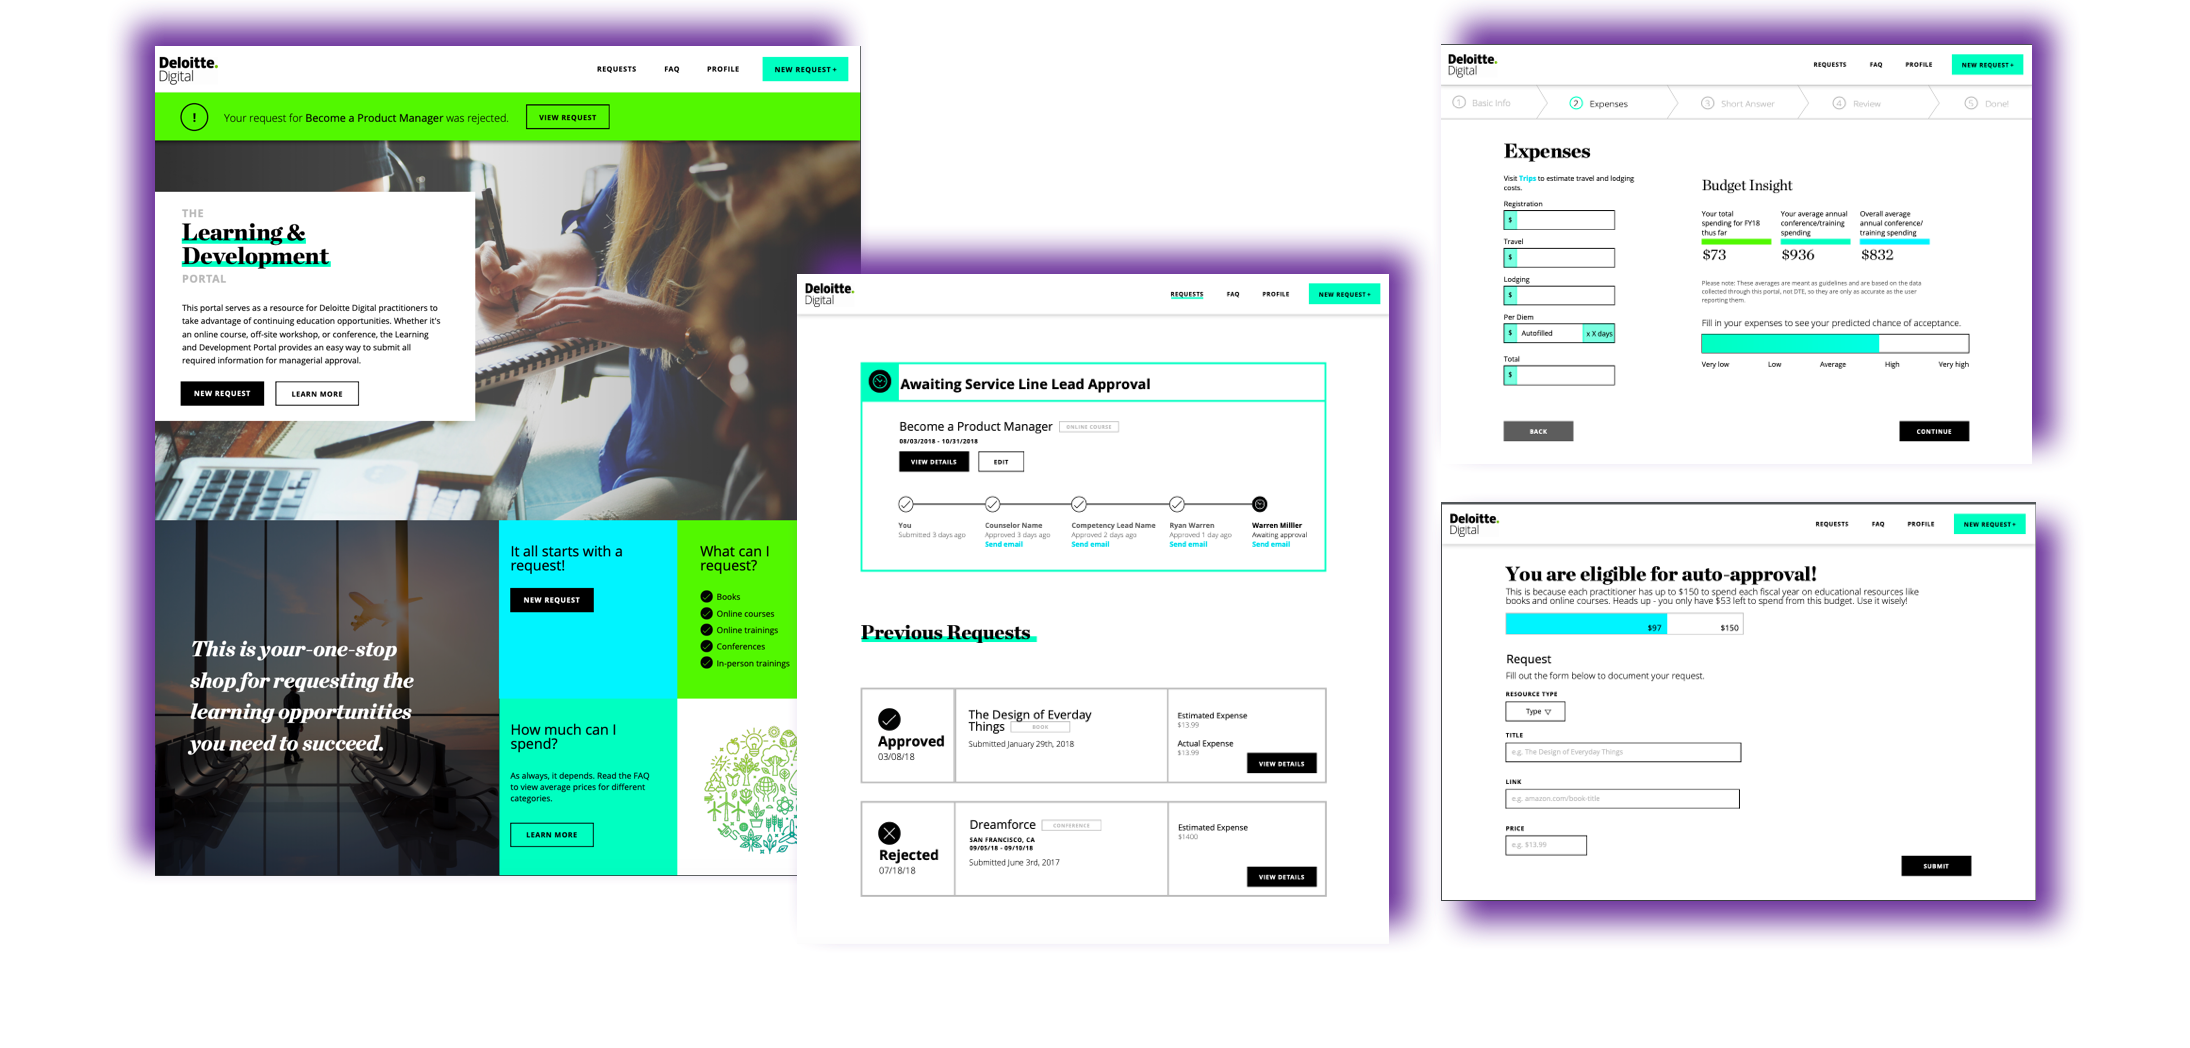 Deloitte.
Digital
REQUESTS FAQ PROFILE NEW REQUEST +
! Your request for Become a Product Manager was rejected. VIEW REQUEST
THE
Learning &
Development
PORTAL
This portal serves as a resource for Deloitte Digital practitioners to
take advantage of continuing education opportunities. Whether it's
an online course, off-site workshop, or conference, the Learning
and Development Portal provides an easy way to submit all
required information for managerial approval.
NEW REQUEST LEARN MORE
This is your-one-stop
shop for requesting the
learning opportunities
you need to succeed.
It all starts with a
request!
NEW REQUEST
What can I
request?
Books
Online courses
Online trainings
Conferences
In-person trainings
How much can I
spend?
As always, it depends. Read the FAQ
to view average prices for different
categories.
LEARN MORE
Deloitte.
Digital
REQUESTS FAQ PROFILE NEW REQUEST +
Awaiting Service Line Lead Approval
Become a Product Manager ONLINE COURSE
08/03/2018 - 10/31/2018
VIEW DETAILS EDIT
You Counselor Name Competency Lead Name Ryan Warren Warren Milller
Submitted 3 days ago Approved 3 days ago Approved 2 days ago Approved 1 day ago Awaiting approval
Send email Send email Send email Send email
Previous Requests
Approved
03/08/18
The Design of Everday
Things BOOK
Submitted January 29th, 2018
Estimated Expense
$13.99
Actual Expense
$13.99
VIEW DETAILS
Rejected
07/18/18
Dreamforce CONFERENCE
SAN FRANCISCO, CA
09/05/18 - 09/10/18
Submitted June 3rd, 2017
Estimated Expense
$1400
VIEW DETAILS
Deloitte.
Digital
REQUESTS FAQ PROFILE NEW REQUEST +
1 Basic Info 2 Expenses 3 Short Answer 4 Review 5 Done!
Expenses
Visit Trips to estimate travel and lodging
costs.
Registration
$
Travel
$
Lodging
$
Per Diem
$ Autofilled x X days
Total
$
Budget Insight
Your total
spending for FY18
thus far
$73
Your average annual
conference/training
spending
$936
Overall average
annual conference/
training spending
$832
Please note: These averages are meant as guidelines and are based on the data
collected through this portal, not DTE, so they are only as accurate as the user
reporting them.
Fill in your expenses to see your predicted chance of acceptance.
Very low Low Average High Very high
BACK CONTINUE
Deloitte.
Digital
REQUESTS FAQ PROFILE NEW REQUEST +
You are eligible for auto-approval!
This is because each practitioner has up to $150 to spend each fiscal year on educational resources like
books and online courses. Heads up - you only have $53 left to spend from this budget. Use it wisely!
$97 $150
Request
Fill out the form below to document your request.
RESOURCE TYPE
Type
TITLE
e.g. The Design of Everyday Things
LINK
e.g. amazon.com/book-title
PRICE
e.g. $13.99
SUBMIT